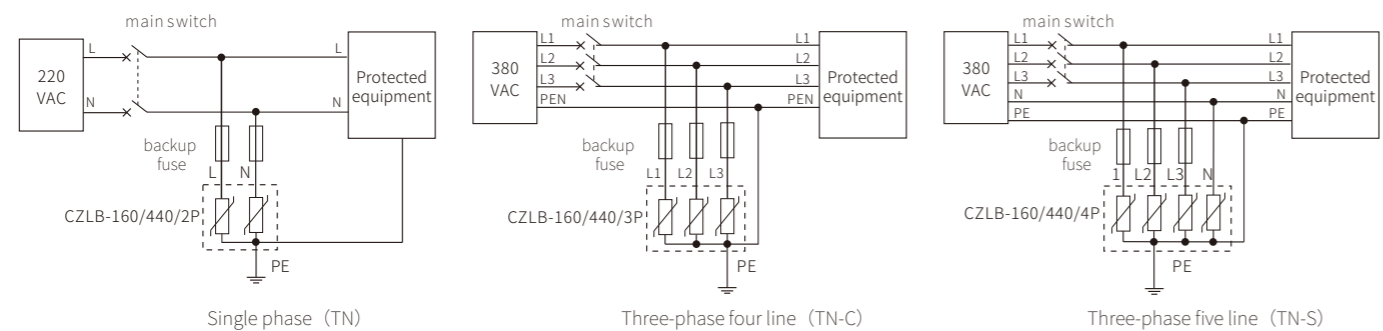 main switch
L
L
220
VAC
Protected
equipment
N
N
backup
fuse
L
N
CZLB-160/440/2P
PE
Single phase（TN）
main switch
L1
L1
L2
L2
L3
L3
PEN
PEN
380
VAC
Protected
equipment
backup
fuse
L1
L2
L3
CZLB-160/440/3P
PE
Three-phase four line（TN-C）
main switch
L1
L1
L2
L2
L3
L3
N
N
PE
PE
380
VAC
Protected
equipment
backup
fuse
1
L2
L3
N
CZLB-160/440/4P
PE
Three-phase five line（TN-S）